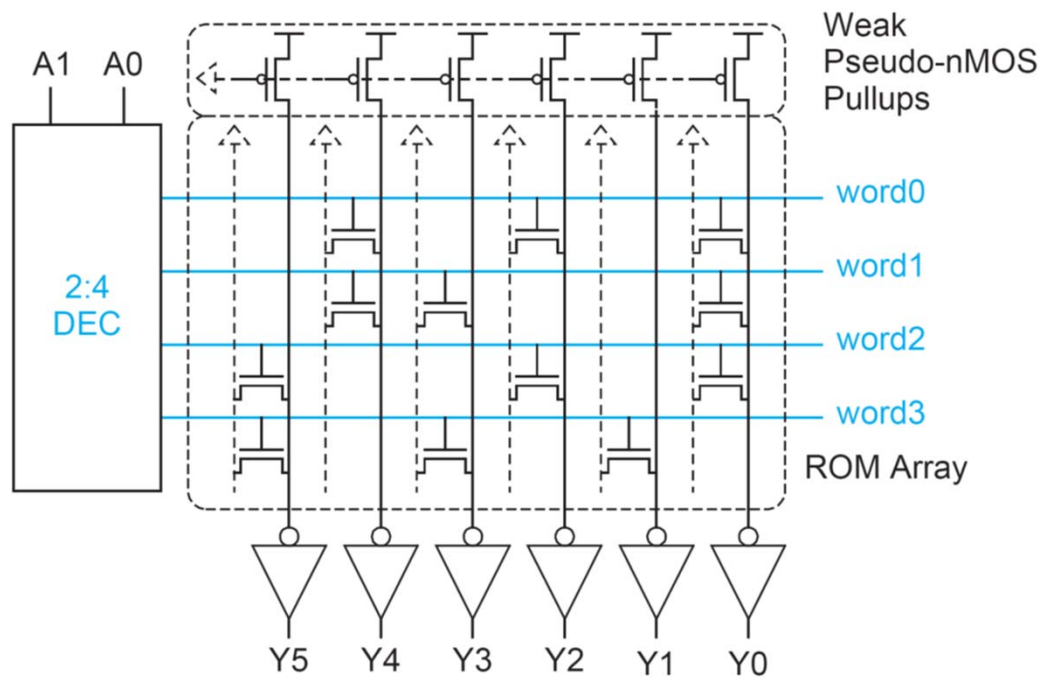 Weak
Pseudo-nMOS
Pullups
A1 A0
word0
word1
2:4
DEC
word2
word3
ROM Array
Y5 Y4 Y3 Y2 Y1 Y0